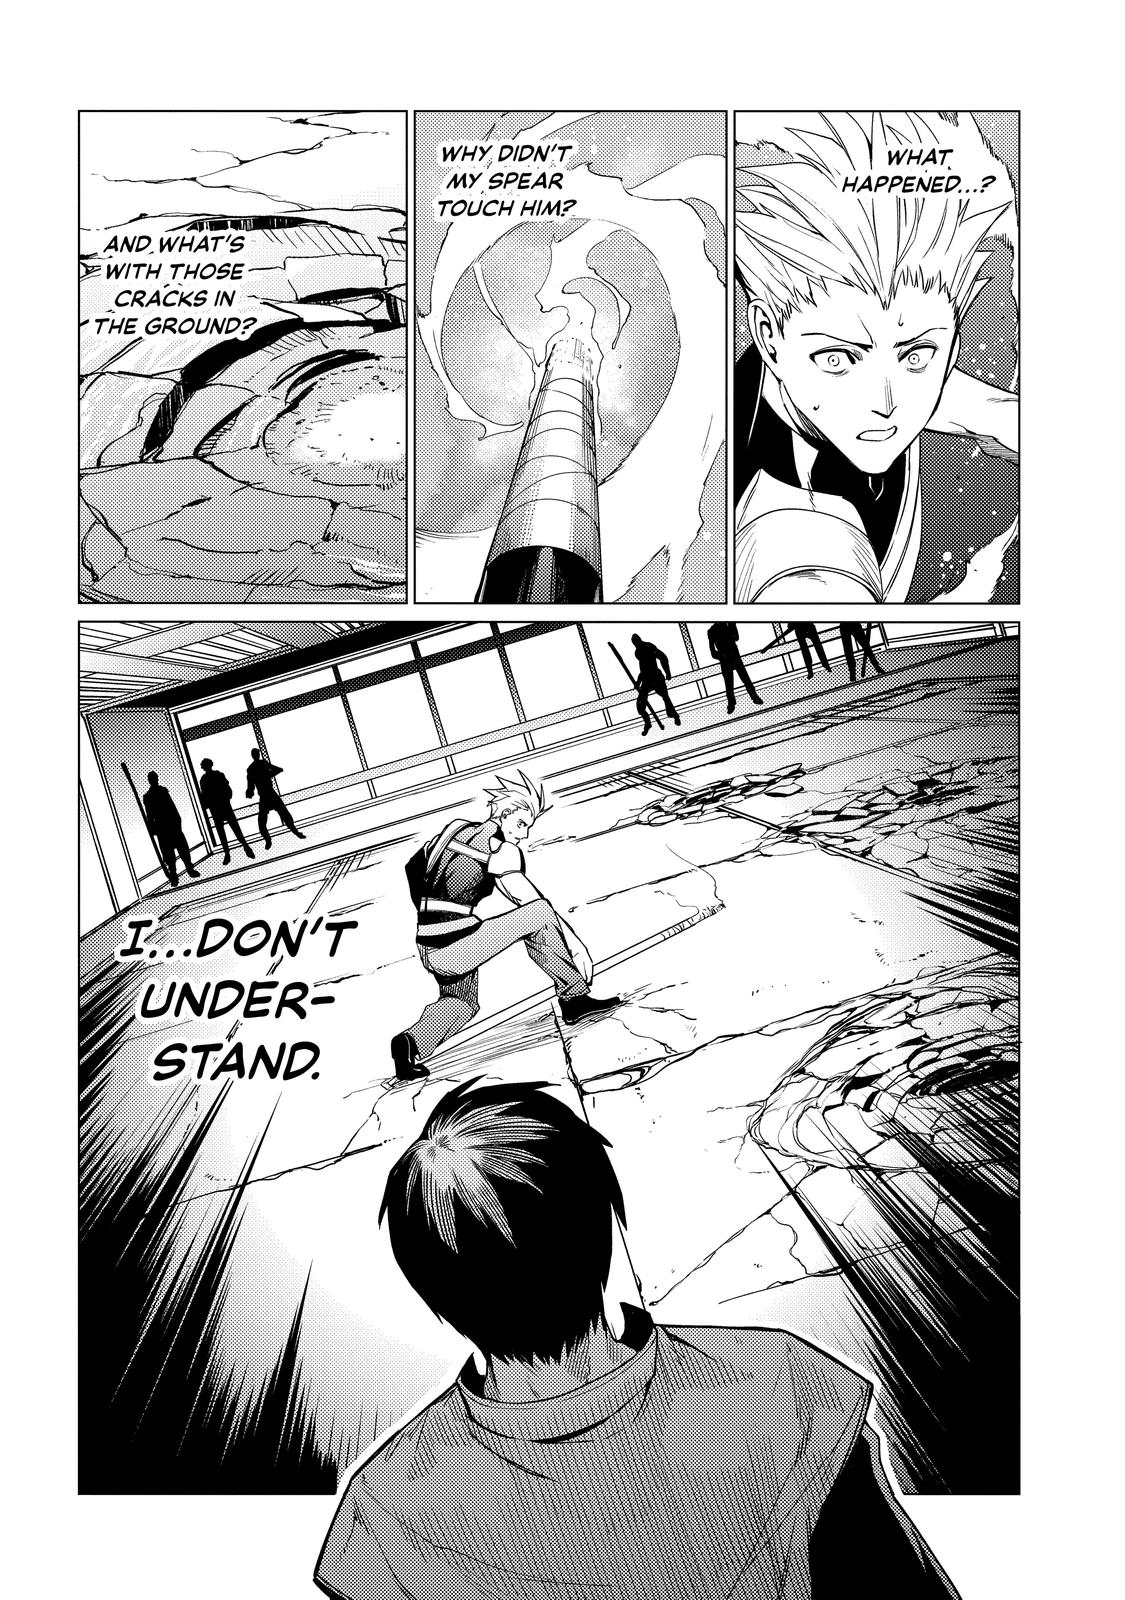 WHAT
HAPPENED...?
WHY DIDN'T
MY SPEAR
TOUCH HIM?
AND WHAT'S
WITH THOSE
CRACKS IN
THE GROUND?
I...DON'T
UNDER-
STAND.